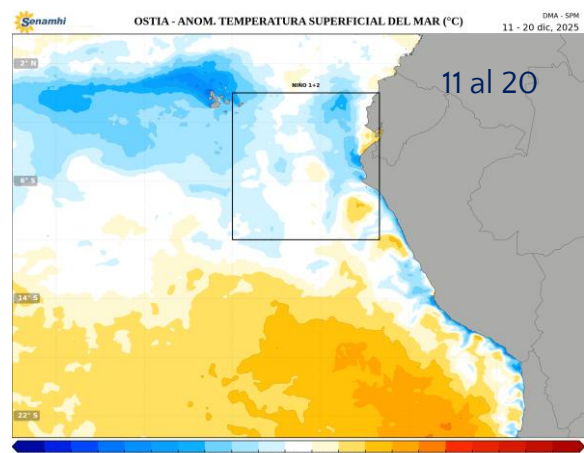 Senamhi
OSTIA - ANOM. TEMPERATURA SUPERFICIAL DEL MAR (°C)
DMA - SPM
11 - 20 dic, 2025
11 al 20
2° N
NIÑO 1+2
6° S
14° S
22° S